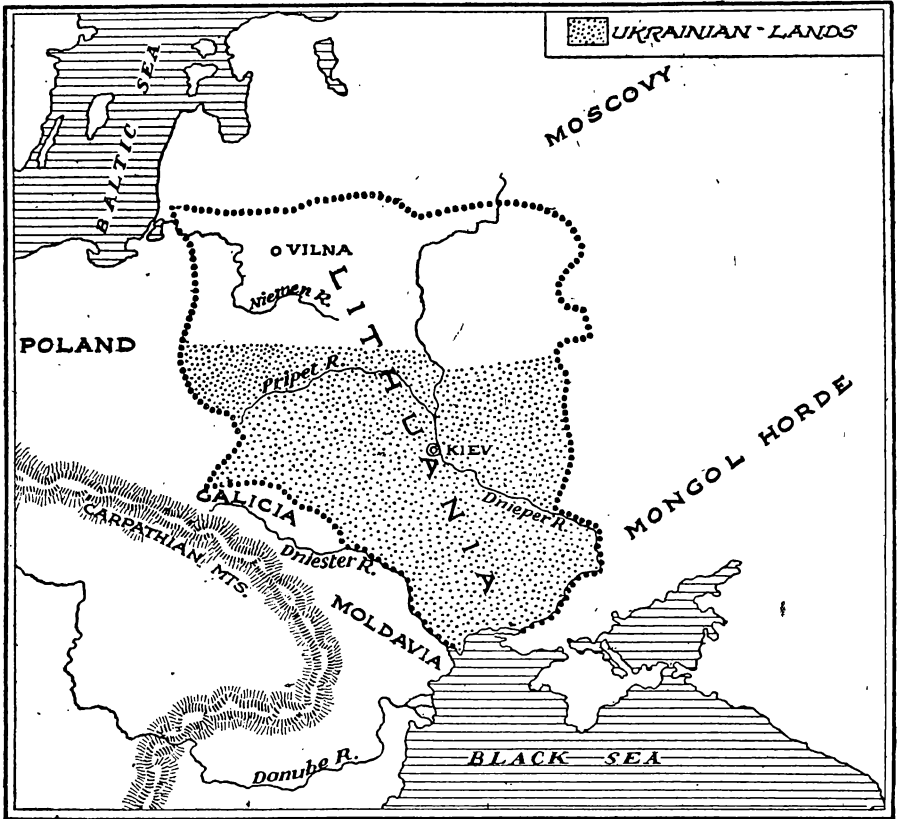 UKRAINIAN-LANDS
MOSCOVY
BALTIC SEA
VILNA
LITHUANIA
Niemen R.
POLAND
Pripet R.
MONGOL HORDE
KIEV
GALICIA
Dnieper R.
CARPATHIAN MTS.
Dniester R.
MOLDAVIA
BLACK SEA
Donube R.